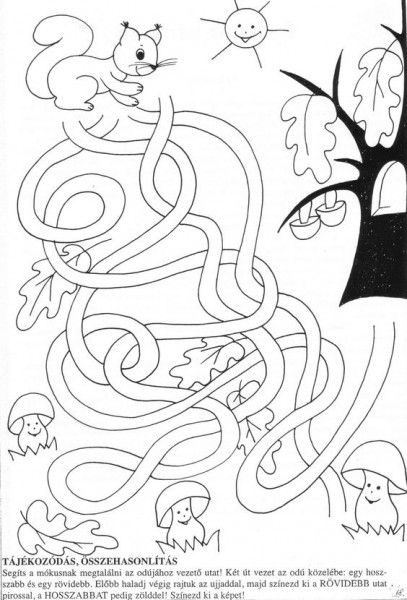 TÁJÉKOZÓDÁS, ÖSSZEHASONLÍTÁS
Segíts a mókusnak megtalálni az odújához vezető utat! Két út vezet az odú közelébe: egy hosz-
szabb és egy rövidebb. Előbb haladj végig rajtuk az ujjaddal, majd színezd ki a RÖVIDEBB utat
pirossal, a HOSSZABBAT pedig zölddel! Színezd ki a képet!